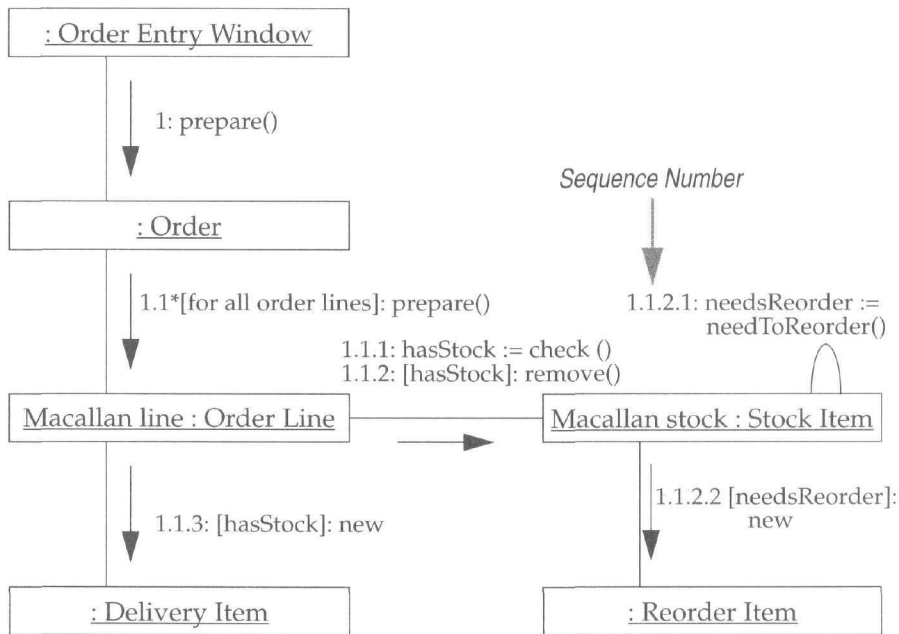 : Order Entry Window
1: prepare()
Sequence Number
: Order
1.1*[for all order lines]: prepare()
1.1.2.1: needsReorder :=
needToReorder()
1.1.1: hasStock := check ()
1.1.2: [hasStock]: remove()
Macallan line : Order Line
Macallan stock : Stock Item
1.1.3: [hasStock]: new
1.1.2.2 [needsReorder]:
new
: Delivery Item
: Reorder Item